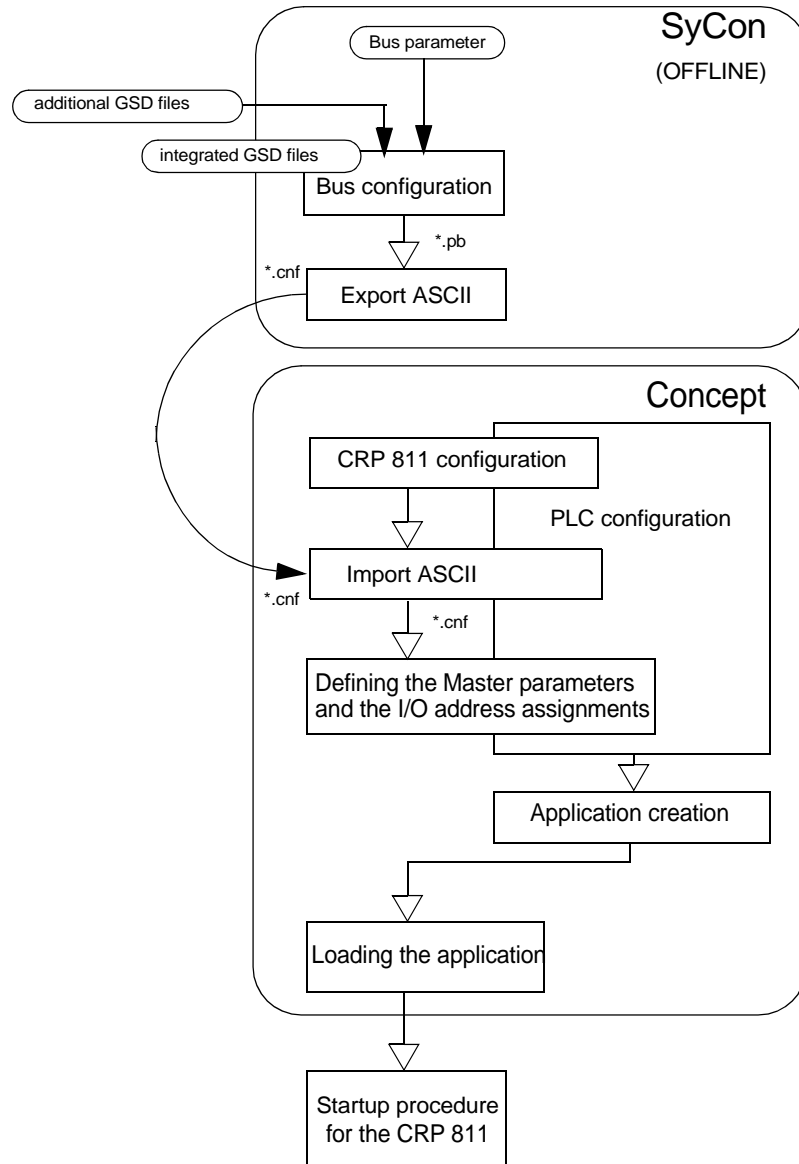 SyCon
(OFFLINE)
Bus parameter
additional GSD files
integrated GSD files
Bus configuration
*.pb
*.cnf
Export ASCII
Concept
CRP 811 configuration
PLC configuration
Import ASCII
*.cnf
*.cnf
Defining the Master parameters
and the I/O address assignments
Application creation
Loading the application
Startup procedure
for the CRP 811